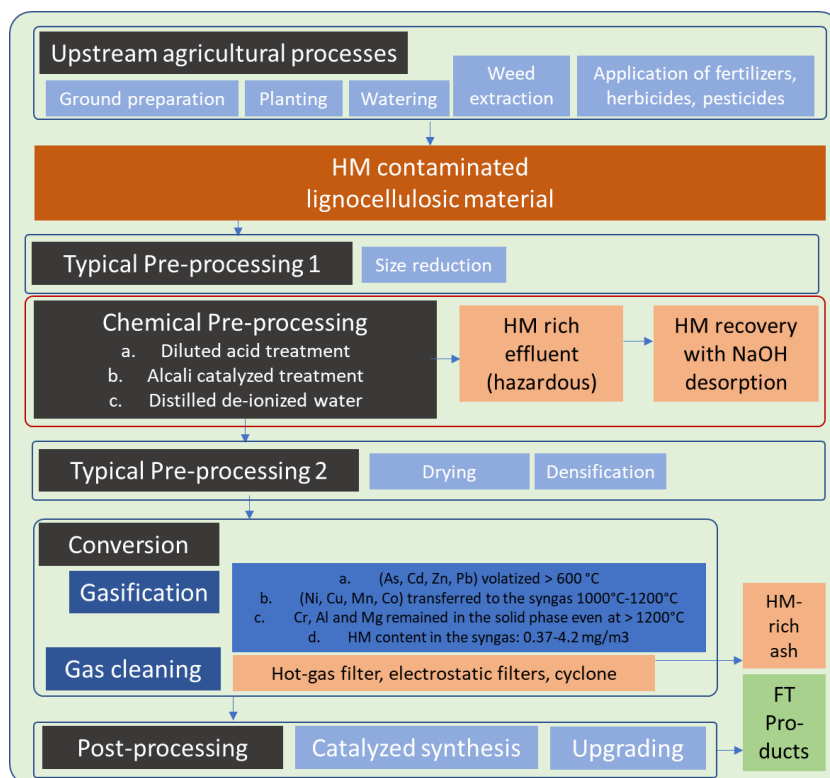 Upstream agricultural processes
Ground preparation
Planting
Watering
Weed
extraction
Application of fertilizers,
herbicides, pesticides
HM contaminated
lignocellulosic material
Typical Pre-processing 1
Size reduction
Chemical Pre-processing
a. Diluted acid treatment
b. Alcali catalyzed treatment
c. Distilled de-ionized water
HM rich
effluent
(hazardous)
HM recovery
with NaOH
desorption
Typical Pre-processing 2
Drying
Densification
Conversion
Gasification
a. (As, Cd, Zn, Pb) volatized > 600 °C
b. (Ni, Cu, Mn, Co) transferred to the syngas 1000°C-1200°C
c. Cr, Al and Mg remained in the solid phase even at > 1200°C
d. HM content in the syngas: 0.37-4.2 mg/m3
Gas cleaning
Hot-gas filter, electrostatic filters, cyclone
HM-
rich
ash
Post-processing
Catalyzed synthesis
Upgrading
FT
Pro-
ducts